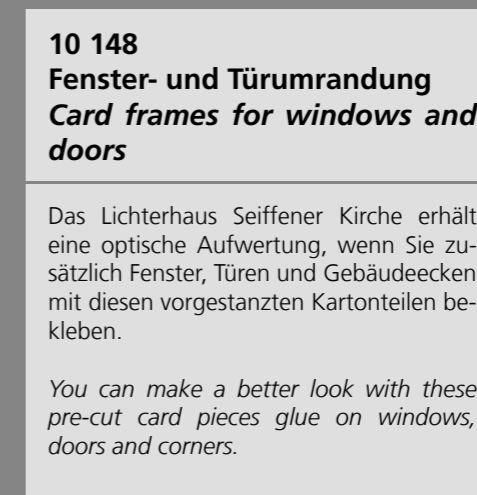 10 148
Fenster- und Türumrandung
Card frames for windows and
doors
Das Lichterhaus Seiffener Kirche erhält
eine optische Aufwertung, wenn Sie zu-
sätzlich Fenster, Türen und Gebäudeecken
mit diesen vorgestanzten Kartonteilen be-
kleben.
You can make a better look with these
pre-cut card pieces glue on windows,
doors and corners.